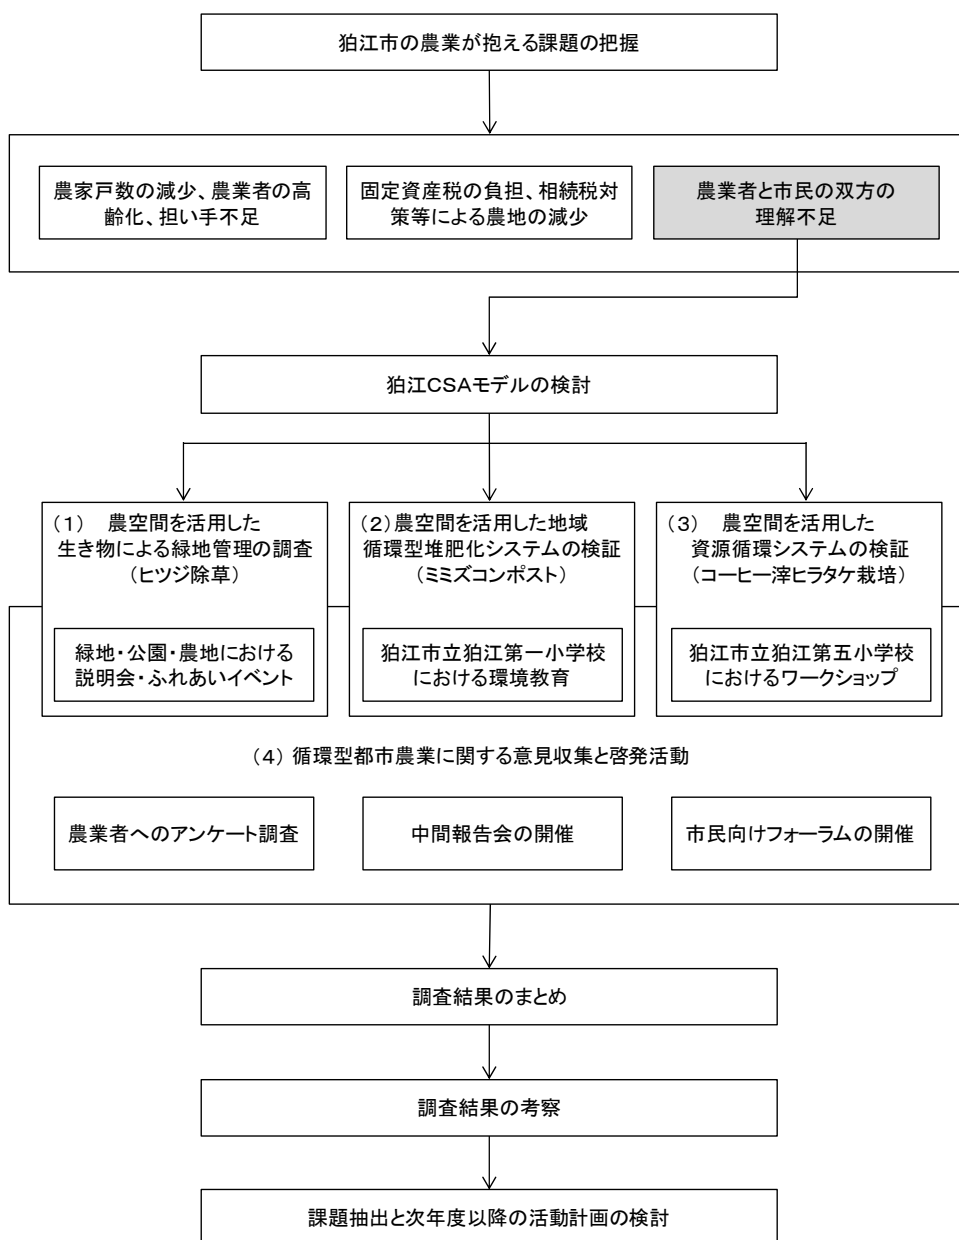 狛江市の農業が抱える課題の把握
農家戸数の減少、農業者の高
齢化、担い手不足
固定資産税の負担、相続税対
策等による農地の減少
農業者と市民の双方の
理解不足
狛江CSAモデルの検討
（1）　農空間を活用した
生き物による緑地管理の調査
（ヒツジ除草）
緑地・公園・農地における
説明会・ふれあいイベント
（2）農空間を活用した地域
循環型堆肥化システムの検証
（ミミズコンポスト）
狛江市立狛江第一小学校
における環境教育
（3）　農空間を活用した
資源循環システムの検証
（コーヒー滓ヒラタケ栽培）
狛江市立狛江第五小学校
におけるワークショップ
（4）循環型都市農業に関する意見収集と啓発活動
農業者へのアンケート調査
中間報告会の開催
市民向けフォーラムの開催
調査結果のまとめ
調査結果の考察
課題抽出と次年度以降の活動計画の検討